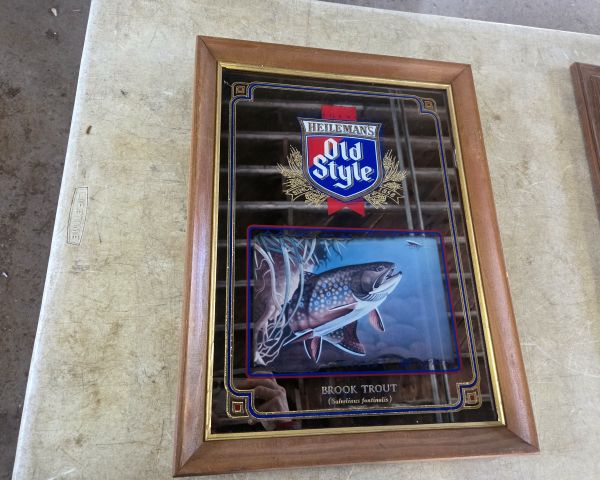 HEILEMAN'S
Old
Style
BROOK TROUT
(Salvelinus fontinalis)